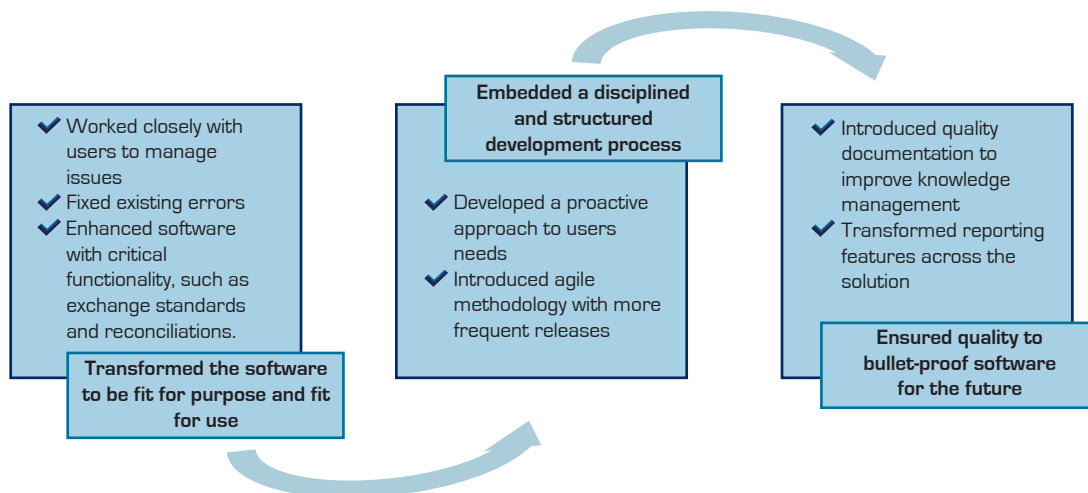 Worked closely with
users to manage
issues
Fixed existing errors
Enhanced software
with critical
functionality, such as
exchange standards
and reconciliations.
Transformed the software
to be fit for purpose and fit
for use
Embedded a disciplined
and structured
development process
Developed a proactive
approach to users
needs
Introduced agile
methodology with more
frequent releases
Introduced quality
documentation to
improve knowledge
management
Transformed reporting
features across the
solution
Ensured quality to
bullet-proof software
for the future